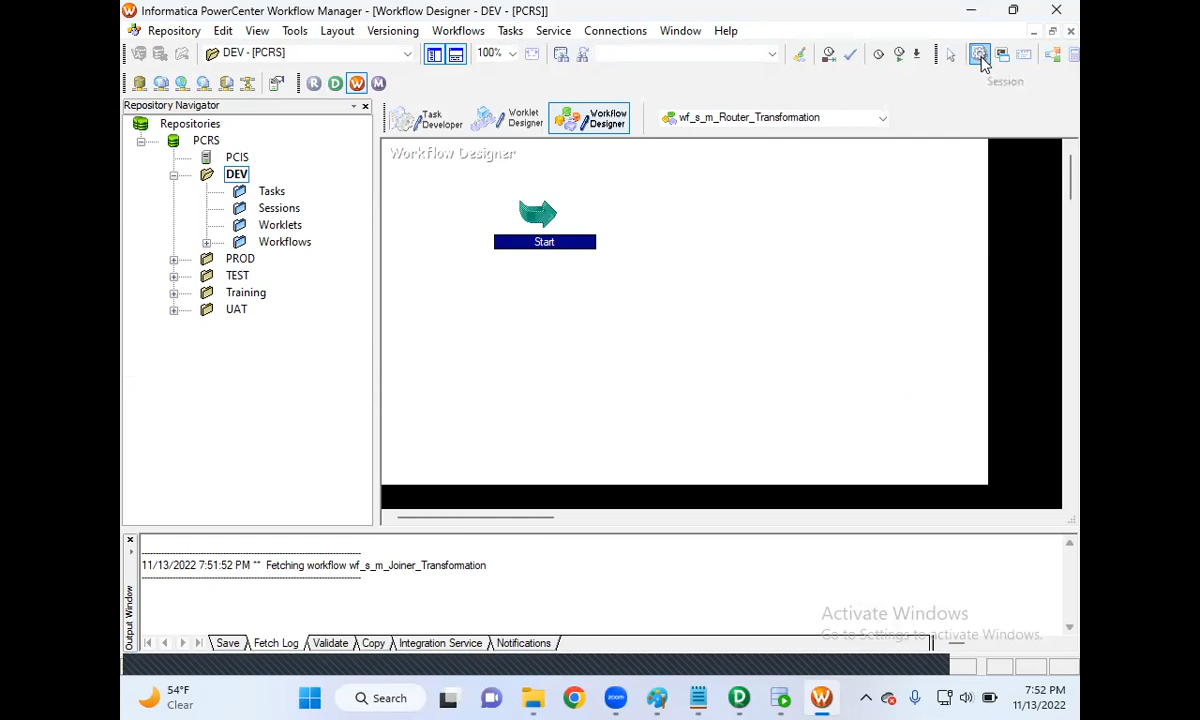 Informatica PowerCenter Workflow Manager - [Workflow Designer - DEV - [PCRS]]
Repository Edit View Tools Layout Versioning Workflows Tasks Service Connections Window Help
DEV - [PCRS]
100%
Session
R D W M
Repository Navigator
Task Developer
Worklet Designer
Workflow Designer
wf_s_m_Router_Transformation
Repositories
PCRS
PCIS
DEV
Tasks
Sessions
Worklets
Workflows
PROD
TEST
Training
UAT
Workflow Designer
Start
11/13/2022 7:51:52 PM ** Fetching workflow wf_s_m_Joiner_Transformation
Output Window
Activate Windows
Go to Settings to activate Windows.
Save Fetch Log Validate Copy Integration Service Notifications
54°F
Clear
Search
7:52 PM
11/13/2022